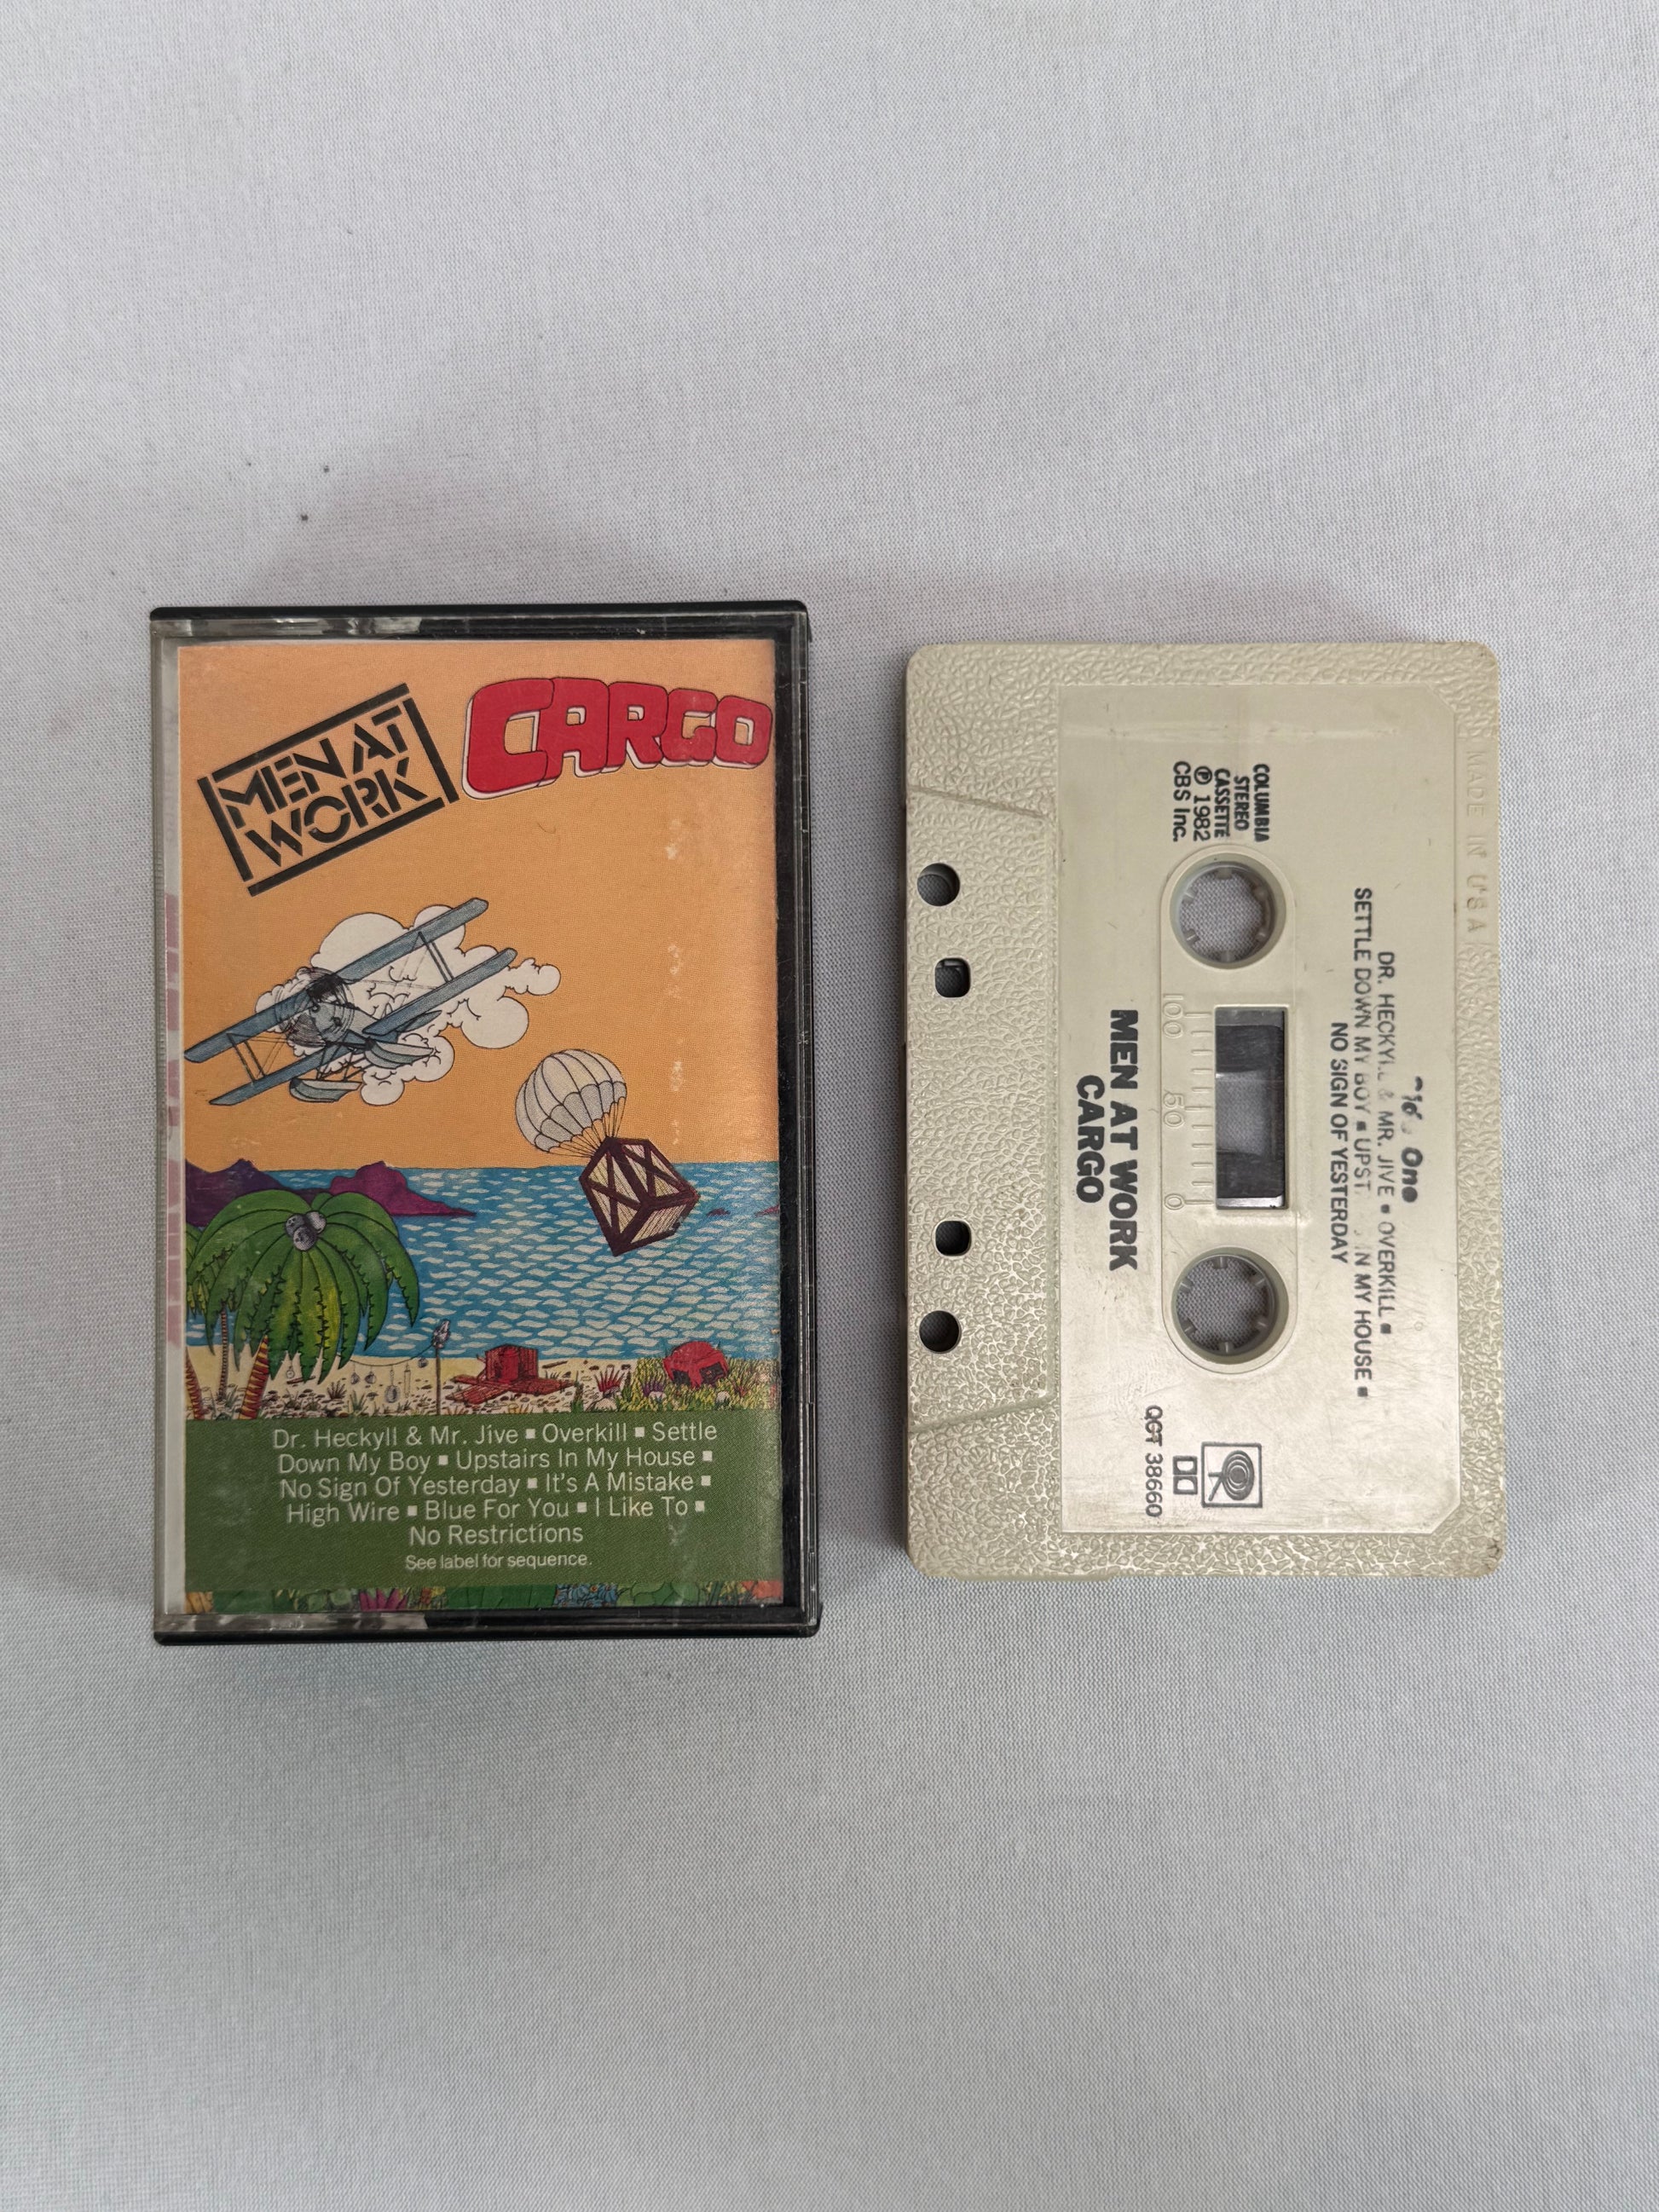 MEN AT
WORK
CARGO
Dr. Heckyll & Mr. Jive ▪ Overkill ▪ Settle
Down My Boy ▪ Upstairs In My House ▪
No Sign Of Yesterday ▪ It's A Mistake ▪
High Wire ▪ Blue For You ▪ I Like To ▪
No Restrictions
See label for sequence.
MADE IN U S A
One
DR. HECKYLL & MR. JIVE ▪ OVERKILL ▪
SETTLE DOWN MY BOY ▪ UPST IN MY HOUSE ▪
NO SIGN OF YESTERDAY
COLUMBIA
STEREO
CASSETTE
℗ 1982
CBS Inc.
100 50 0
QCT 38660
MEN AT WORK
CARGO